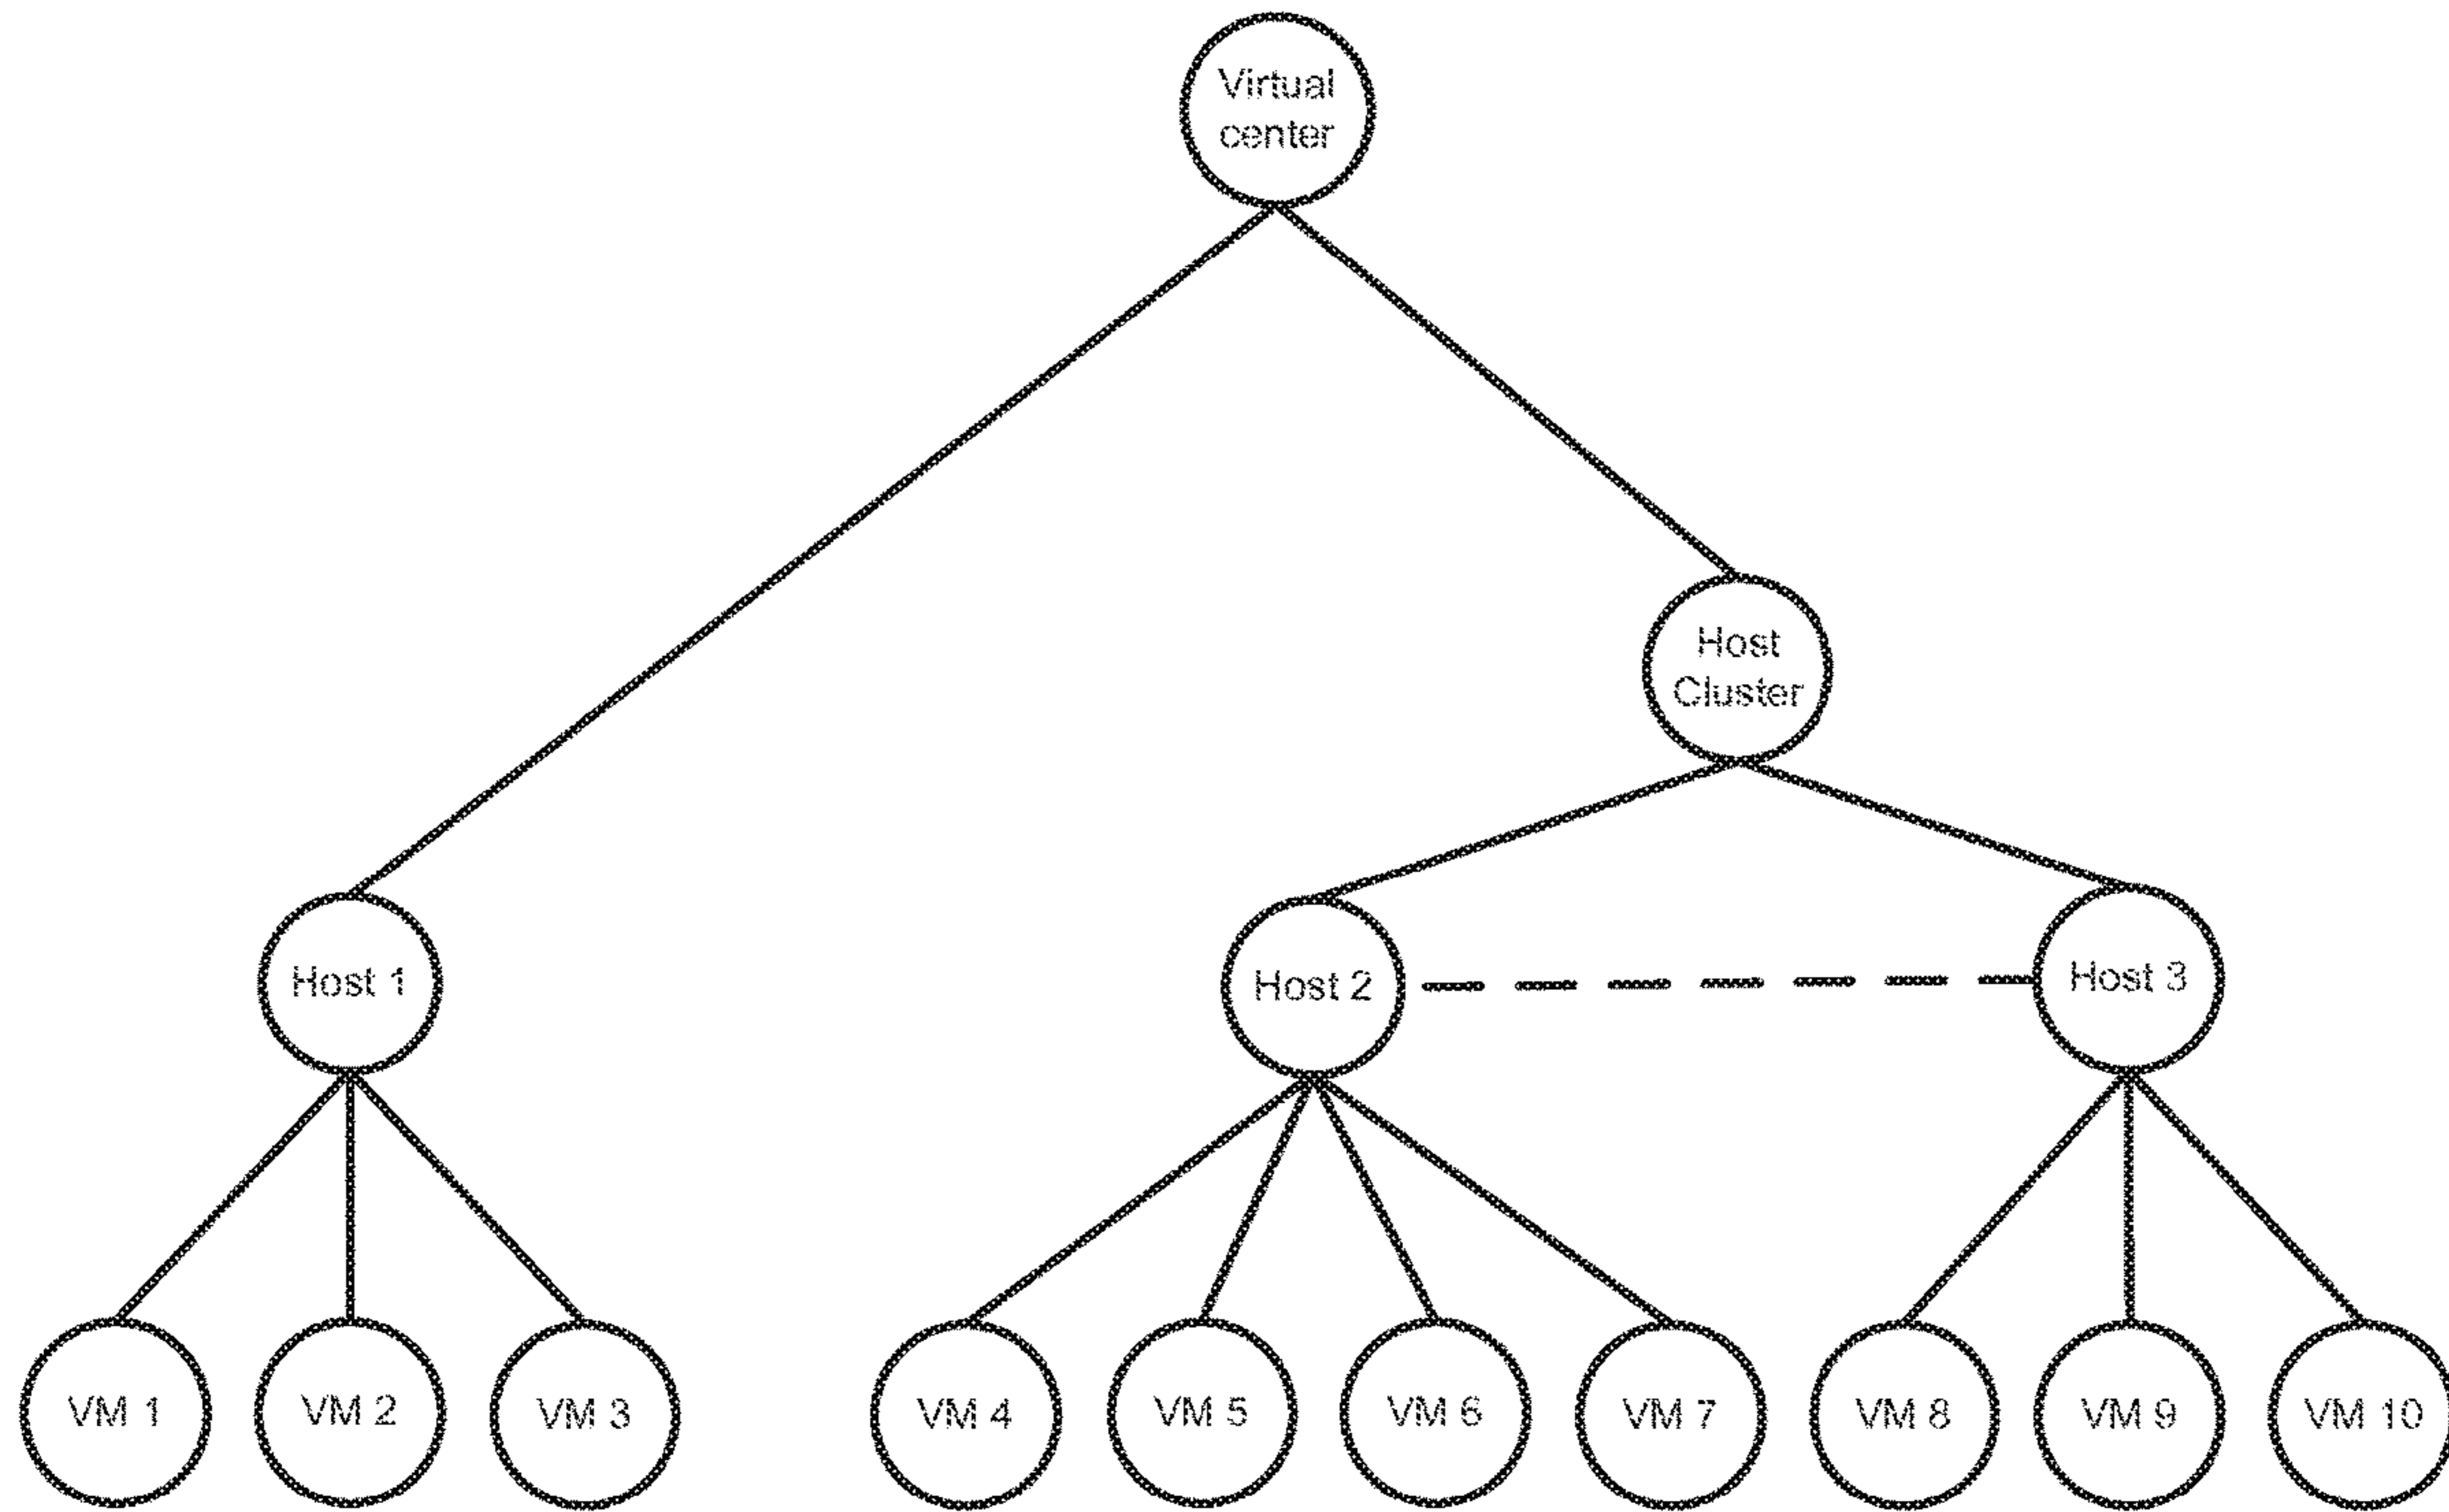 Virtual
center
Host
Cluster
Host 1
Host 2
Host 3
VM 1
VM 2
VM 3
VM 4
VM 5
VM 6
VM 7
VM 8
VM 9
VM 10